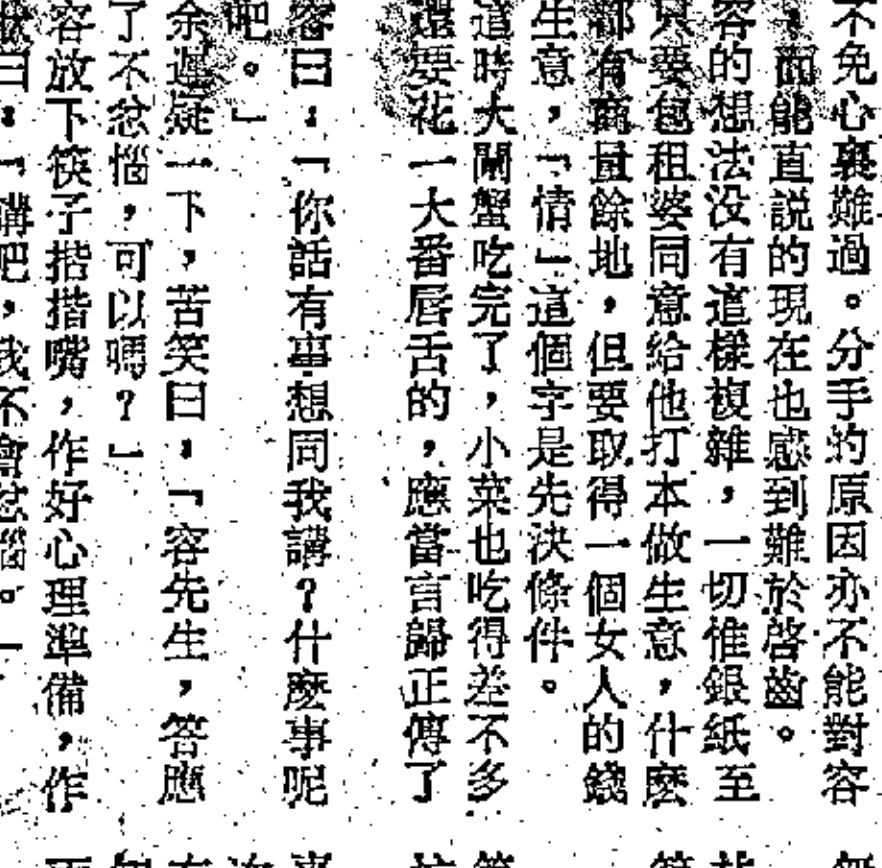 不免心裏難過。分手的原因亦不能對容
，而能直説的現在也感到難於啓齒。
容的想法没有這樣複雜，一切惟銀紙至
只要包租婆同意給他打本做生意，什麽
都有商量餘地，但要取得一個女人的錢
生意，「情」這個字是先決條件。
這時大閘蟹吃完了，小菜也吃得差不多
還要花一大番唇舌的，應當言歸正傳了
容曰：「你話有事想同我講？什麽事呢
吧。」
余遲疑一下，苦笑曰：「容先生，答應
了不忿惱，可以嗎？」
容放下筷子揩揩嘴，作好心理準備，作
曰：「講吧，我不會忿惱。」